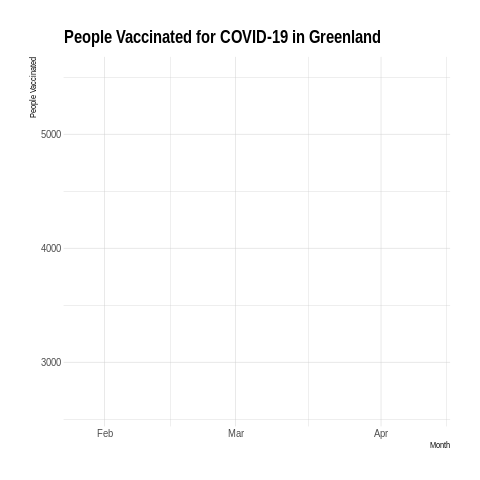 People Vaccinated for COVID-19 in Greenland
People Vaccinated
5000
4000
3000
Feb Mar Apr
Month